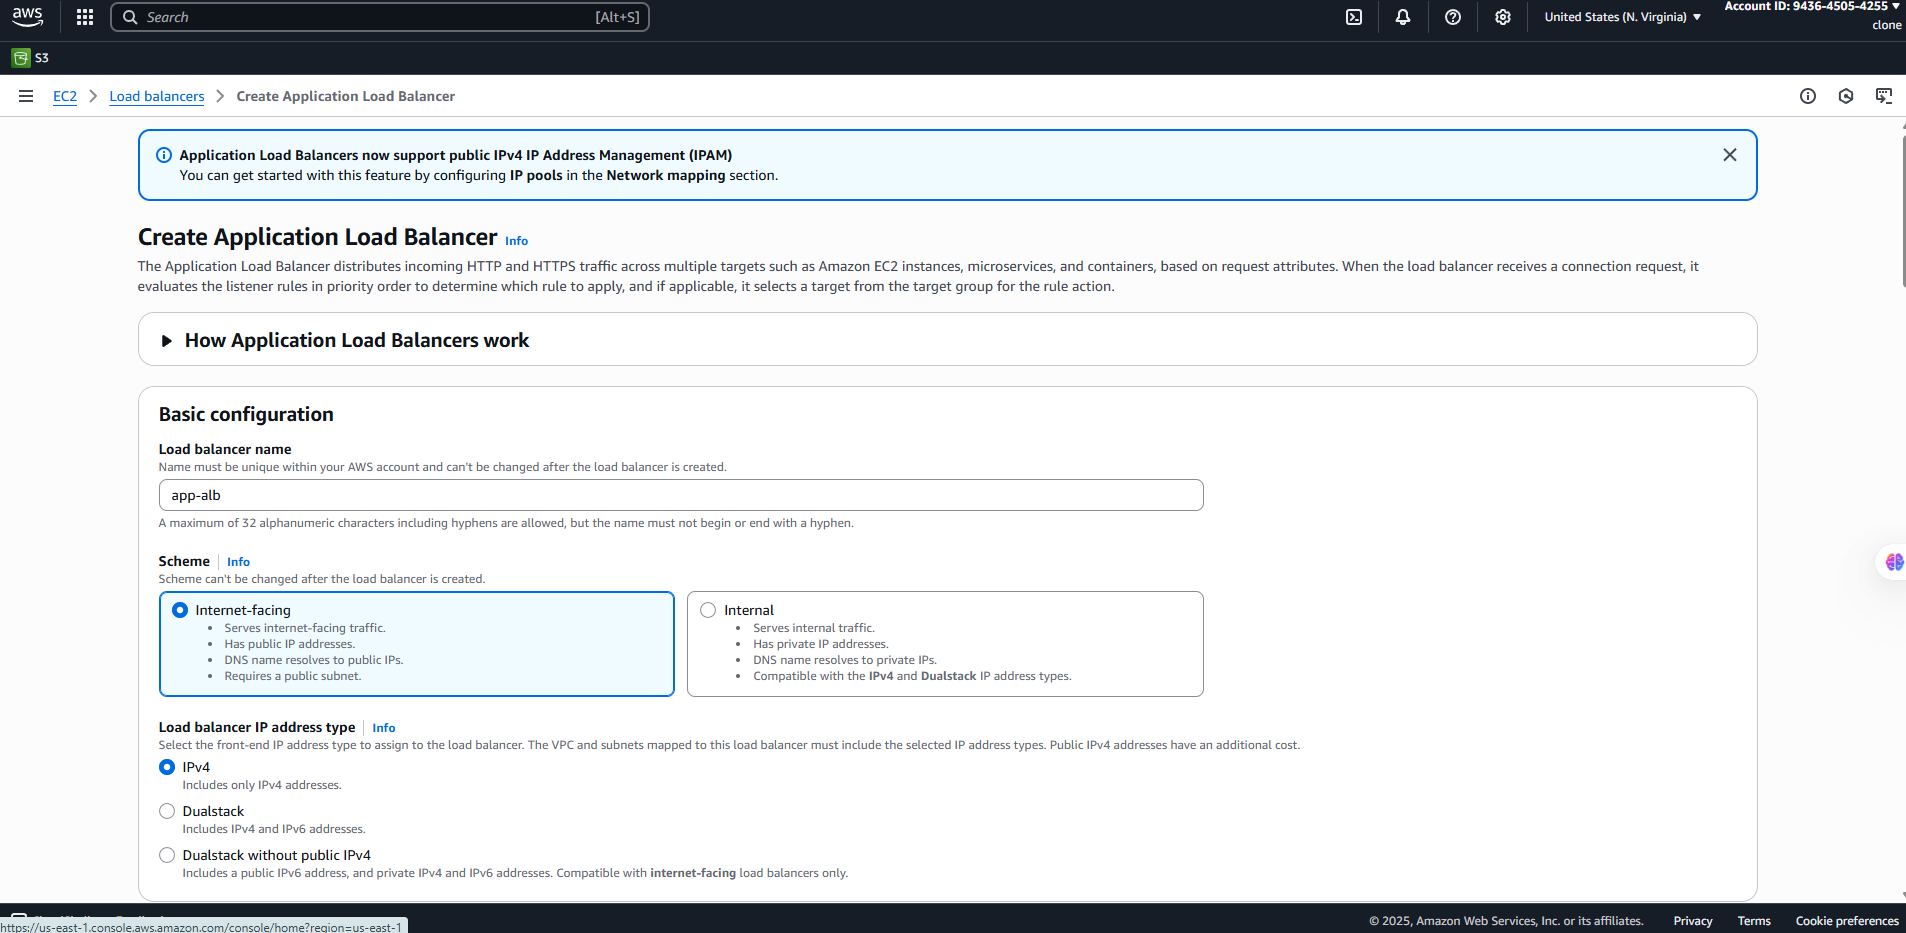 aws
Search
[Alt+S]
United States (N. Virginia)
Account ID: 9436-4505-4255
clone
S3
EC2
Load balancers
Create Application Load Balancer
Application Load Balancers now support public IPv4 IP Address Management (IPAM)
You can get started with this feature by configuring IP pools in the Network mapping section.
Create Application Load Balancer Info
The Application Load Balancer distributes incoming HTTP and HTTPS traffic across multiple targets such as Amazon EC2 instances, microservices, and containers, based on request attributes. When the load balancer receives a connection request, it
evaluates the listener rules in priority order to determine which rule to apply, and if applicable, it selects a target from the target group for the rule action.
How Application Load Balancers work
Basic configuration
Load balancer name
Name must be unique within your AWS account and can't be changed after the load balancer is created.
app-alb
A maximum of 32 alphanumeric characters including hyphens are allowed, but the name must not begin or end with a hyphen.
Scheme Info
Scheme can't be changed after the load balancer is created.
Internet-facing
• Serves internet-facing traffic.
• Has public IP addresses.
• DNS name resolves to public IPs.
• Requires a public subnet.
Internal
• Serves internal traffic.
• Has private IP addresses.
• DNS name resolves to private IPs.
• Compatible with the IPv4 and Dualstack IP address types.
Load balancer IP address type Info
Select the front-end IP address type to assign to the load balancer. The VPC and subnets mapped to this load balancer must include the selected IP address types. Public IPv4 addresses have an additional cost.
IPv4
Includes only IPv4 addresses.
Dualstack
Includes IPv4 and IPv6 addresses.
Dualstack without public IPv4
Includes a public IPv6 address, and private IPv4 and IPv6 addresses. Compatible with internet-facing load balancers only.
https://us-east-1.console.aws.amazon.com/console/home?region=us-east-1
© 2025, Amazon Web Services, Inc. or its affiliates.
Privacy
Terms
Cookie preferences